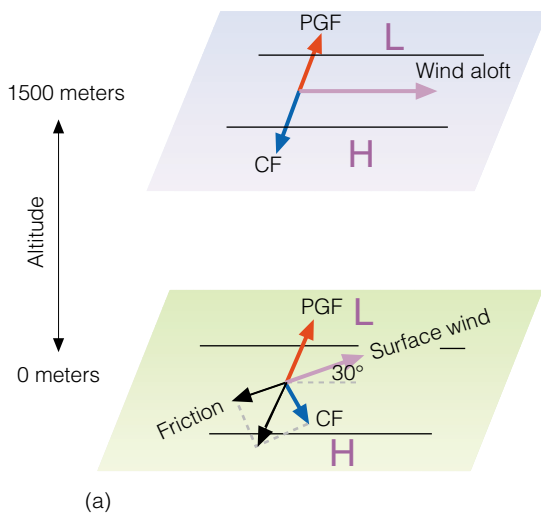 PGF
L
Wind aloft
1500 meters
CF
H
Altitude
PGF
L
Surface wind
30°
0 meters
Friction
CF
H
(a)